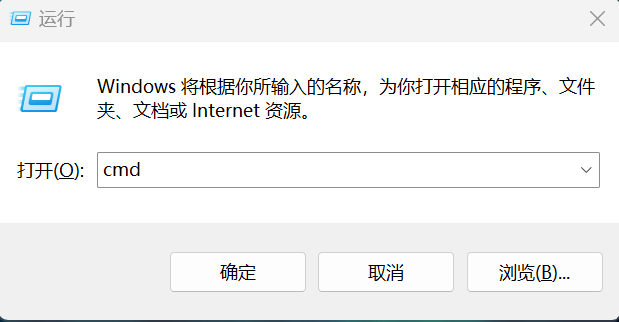 运行
Windows 将根据你所输入的名称，为你打开相应的程序、文件
夹、文档或 Internet 资源。
打开(O): cmd
确定 取消 浏览(B)...